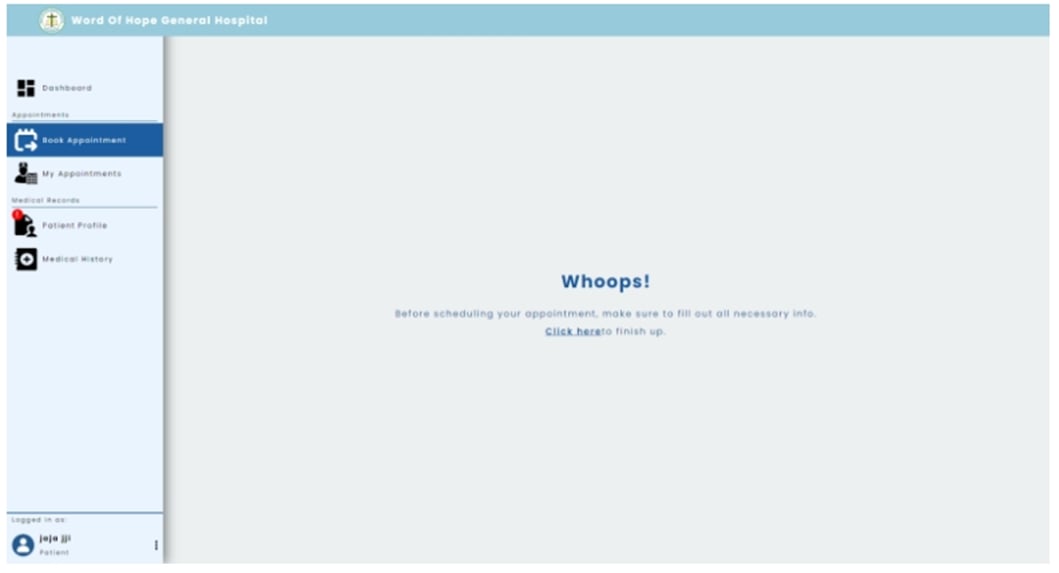 Word Of Hope General Hospital
Dashboard
Appointments
Book Appointment
My Appointments
Medical Records
Patient Profile
Medical History
Whoops!
Before scheduling your appointment, make sure to fill out all necessary info.
Click hereto finish up.
Logged in as:
jaja jji
Patient